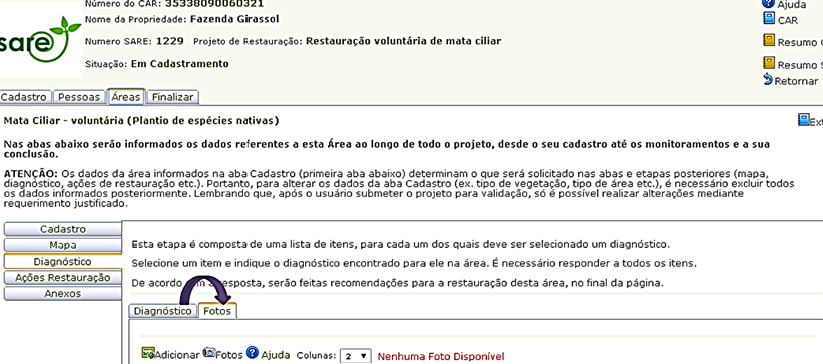 Número do CAR: 35338090060321
Nome da Propriedade: Fazenda Girassol
sare
Numero SARE: 1229 Projeto de Restauração: Restauração voluntária de mata ciliar
Situação: Em Cadastramento
Ajuda
CAR
Resumo
Resumo
Retornar
Cadastro Pessoas Áreas Finalizar
Mata Ciliar - voluntária (Plantio de espécies nativas)
Nas abas abaixo serão informados os dados referentes a esta Área ao longo de todo o projeto, desde o seu cadastro até os monitoramentos e a sua
conclusão.
ATENÇÃO: Os dados da área informados na aba Cadastro (primeira aba abaixo) determinam o que será solicitado nas abas e etapas posteriores (mapa,
diagnóstico, ações de restauração etc.). Portanto, para alterar os dados da aba Cadastro (ex. tipo de vegetação, tipo de área etc.), é necessário excluir todos
os dados informados posteriormente. Lembrando que, após o usuário submeter o projeto para validação, só é possível realizar alterações mediante
requerimento justificado.
Cadastro
Mapa
Diagnóstico
Ações Restauração
Anexos
Esta etapa é composta de uma lista de itens, para cada um dos quais deve ser selecionado um diagnóstico.
Selecione um item e indique o diagnóstico encontrado para ele na área. É necessário responder a todos os itens.
De acordo a resposta, serão feitas recomendações para a restauração desta área, no final da página.
Diagnóstico Fotos
Adicionar Fotos Ajuda Colunas: 2 Nenhuma Foto Disponível